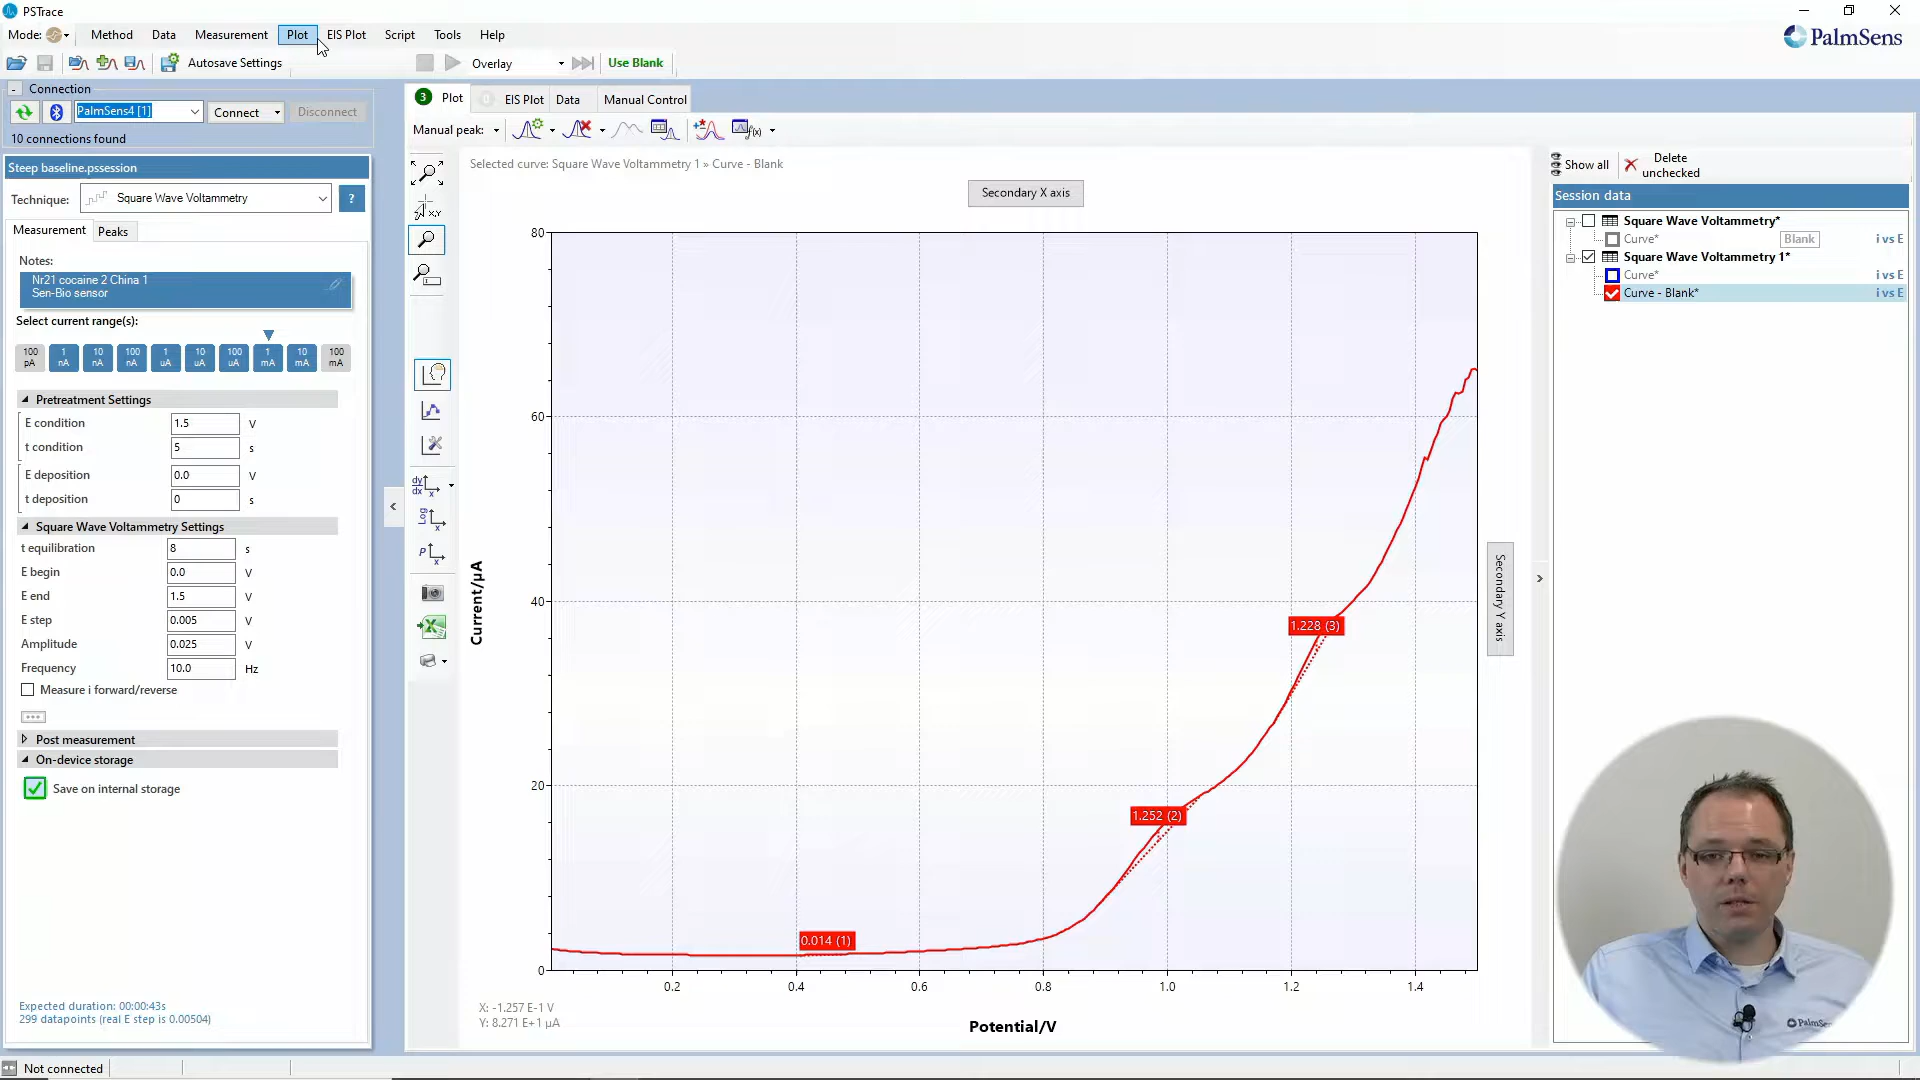 PSTrace
Mode: Method Data Measurement Plot EIS Plot Script Tools Help
PalmSens
Autosave Settings Overlay Use Blank
Connection
PalmSens4 [1] Connect Disconnect
10 connections found
Steep baseline.pssession
Technique: Square Wave Voltammetry ?
Measurement Peaks
Notes:
Nr21 cocaine 2 China 1
Sen-Bio sensor
Select current range(s):
100 pA 1 nA 10 nA 100 nA 1 uA 10 uA 100 uA 1 mA 10 mA 100 mA
Pretreatment Settings
E condition 1.5 V
t condition 5 s
E deposition 0.0 V
t deposition 0 s
Square Wave Voltammetry Settings
t equilibration 8 s
E begin 0.0 V
E end 1.5 V
E step 0.005 V
Amplitude 0.025 V
Frequency 10.0 Hz
Measure i forward/reverse
Post measurement
On-device storage
Save on internal storage
Expected duration: 00:00:43s
299 datapoints (real E step is 0.00504)
Not connected
3 Plot 0 EIS Plot Data Manual Control
Manual peak:
Selected curve: Square Wave Voltammetry 1 » Curve - Blank
Secondary X axis
80
60
40
20
0
Current/µA
1.228 (3)
1.252 (2)
0.014 (1)
0.2 0.4 0.6 0.8 1.0 1.2 1.4
Potential/V
X: -1.257 E-1 V
Y: 8.271 E+1 µA
Secondary Y axis
Show all Delete unchecked
Session data
Square Wave Voltammetry*
Curve* Blank i vs E
Square Wave Voltammetry 1*
Curve* i vs E
Curve - Blank* i vs E